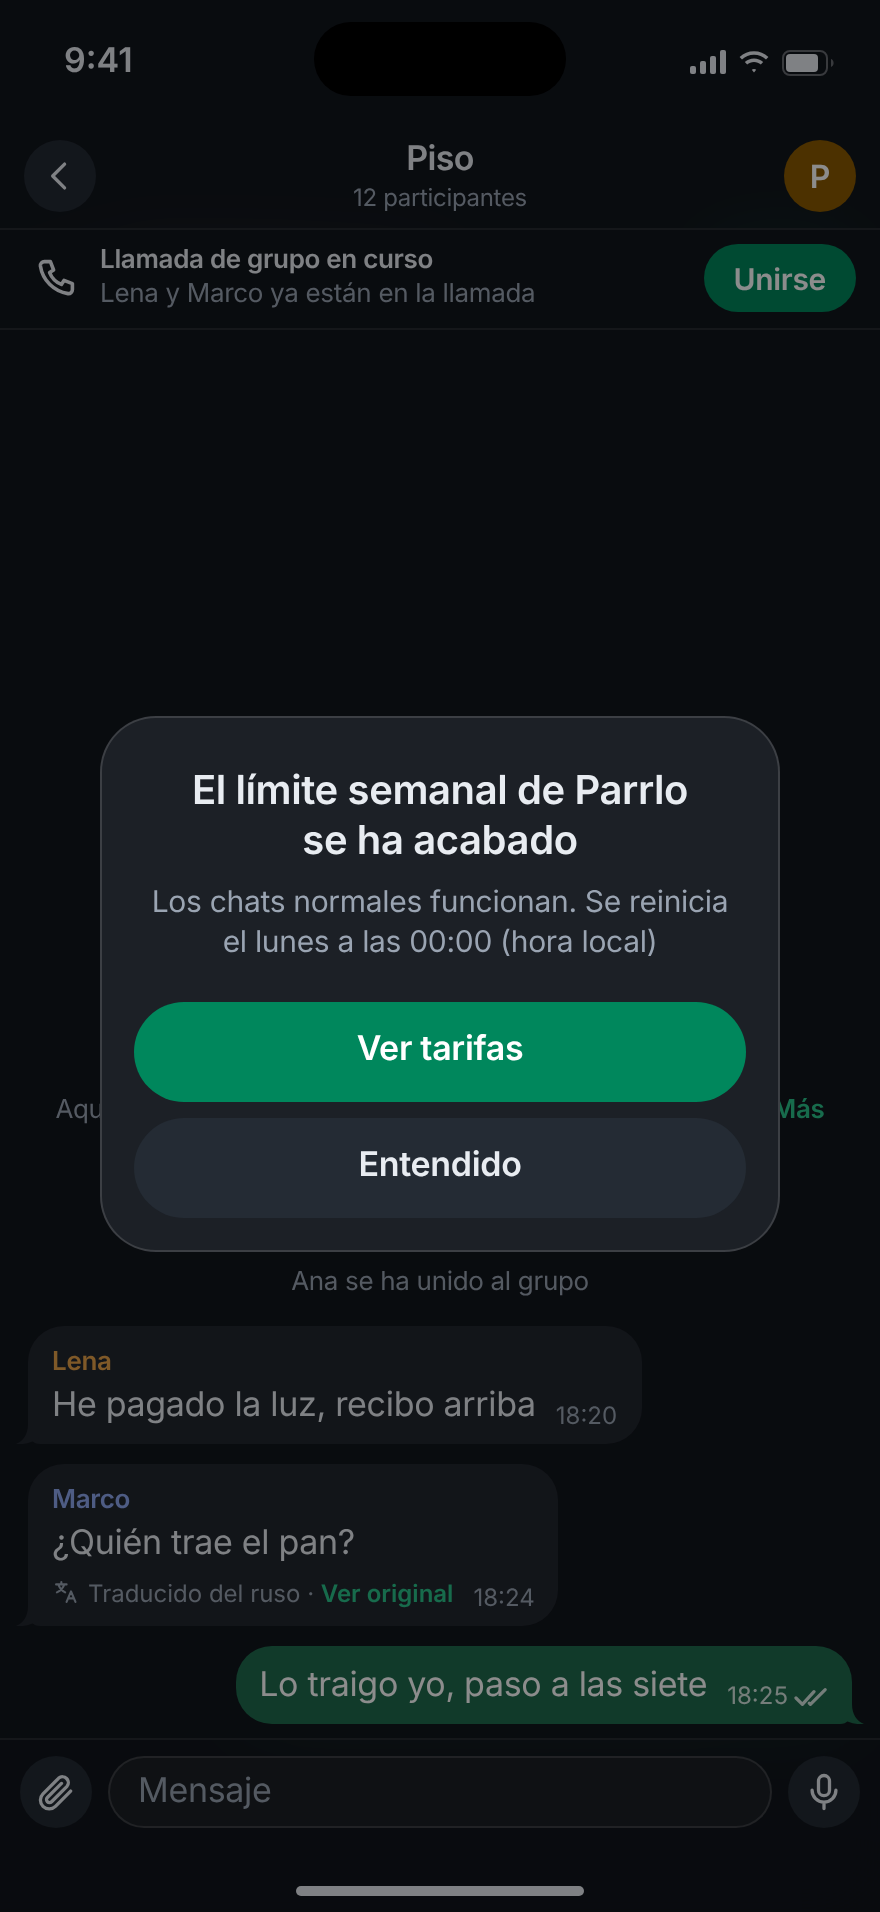 9:41
Piso
12 participantes
P
Llamada de grupo en curso
Lena y Marco ya están en la llamada
Unirse
El límite semanal de Parrlo
se ha acabado
Los chats normales funcionan. Se reinicia
el lunes a las 00:00 (hora local)
Ver tarifas
Más
Entendido
Ana se ha unido al grupo
Lena
He pagado la luz, recibo arriba 18:20
Marco
¿Quién trae el pan?
Traducido del ruso · Ver original 18:24
Lo traigo yo, paso a las siete 18:25
Mensaje